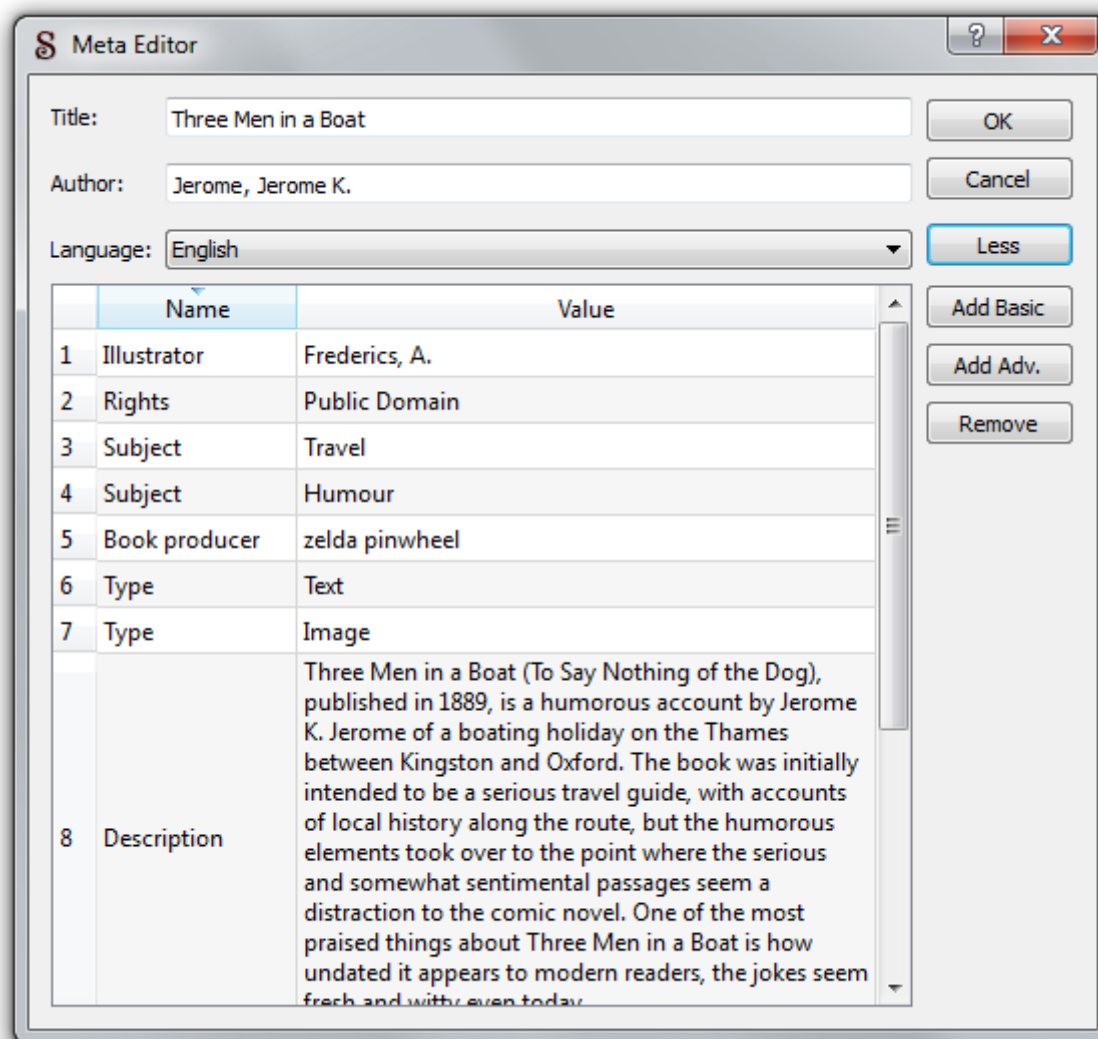 Meta Editor
Title: Three Men in a Boat OK
Author: Jerome, Jerome K. Cancel
Language: English Less
Name Value Add Basic
1 Illustrator Frederics, A. Add Adv.
2 Rights Public Domain Remove
3 Subject Travel
4 Subject Humour
5 Book producer zelda pinwheel
6 Type Text
7 Type Image
8 Description
Three Men in a Boat (To Say Nothing of the Dog),
published in 1889, is a humorous account by Jerome
K. Jerome of a boating holiday on the Thames
between Kingston and Oxford. The book was initially
intended to be a serious travel guide, with accounts
of local history along the route, but the humorous
elements took over to the point where the serious
and somewhat sentimental passages seem a
distraction to the comic novel. One of the most
praised things about Three Men in a Boat is how
undated it appears to modern readers, the jokes seem
fresh and witty even today